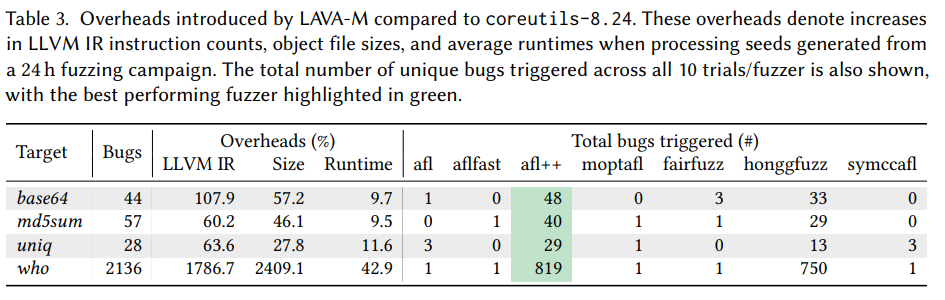 Table 3. Overheads introduced by LAVA-M compared to coreutils-8.24. These overheads denote increases
in LLVM IR instruction counts, object file sizes, and average runtimes when processing seeds generated from
a 24 h fuzzing campaign. The total number of unique bugs triggered across all 10 trials/fuzzer is also shown,
with the best performing fuzzer highlighted in green.
Target Bugs Overheads (%) Total bugs triggered (#)
LLVM IR Size Runtime afl aflfast afl++ moptafl fairfuzz honggfuzz symccafl
base64 44 107.9 57.2 9.7 1 0 48 0 3 33 0
md5sum 57 60.2 46.1 9.5 0 1 40 1 1 29 0
uniq 28 63.6 27.8 11.6 3 0 29 1 0 13 3
who 2136 1786.7 2409.1 42.9 1 1 819 1 1 750 1